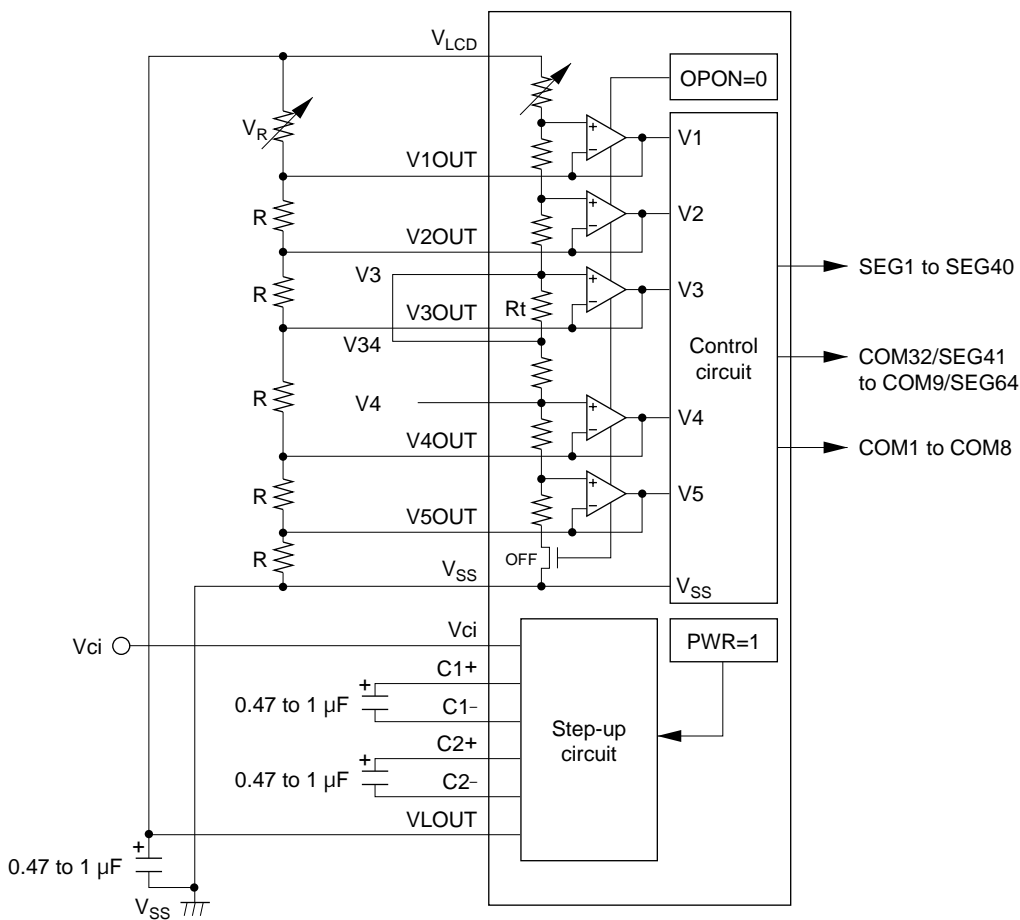 VLCD
OPON=0
VR
V1OUT
+
−
V1
R
V2OUT
+
−
V2
SEG1 to SEG40
V3
R
V3OUT
Rt
+
−
V3
V34
Control
circuit
COM32/SEG41
to COM9/SEG64
R
V4
V4OUT
+
−
V4
COM1 to COM8
R
V5OUT
+
−
V5
R
OFF
VSS
VSS
Vci
Vci
PWR=1
C1+
+
0.47 to 1 µF
C1−
Step-up
circuit
C2+
+
0.47 to 1 µF
C2−
VLOUT
+
0.47 to 1 µF
VSS